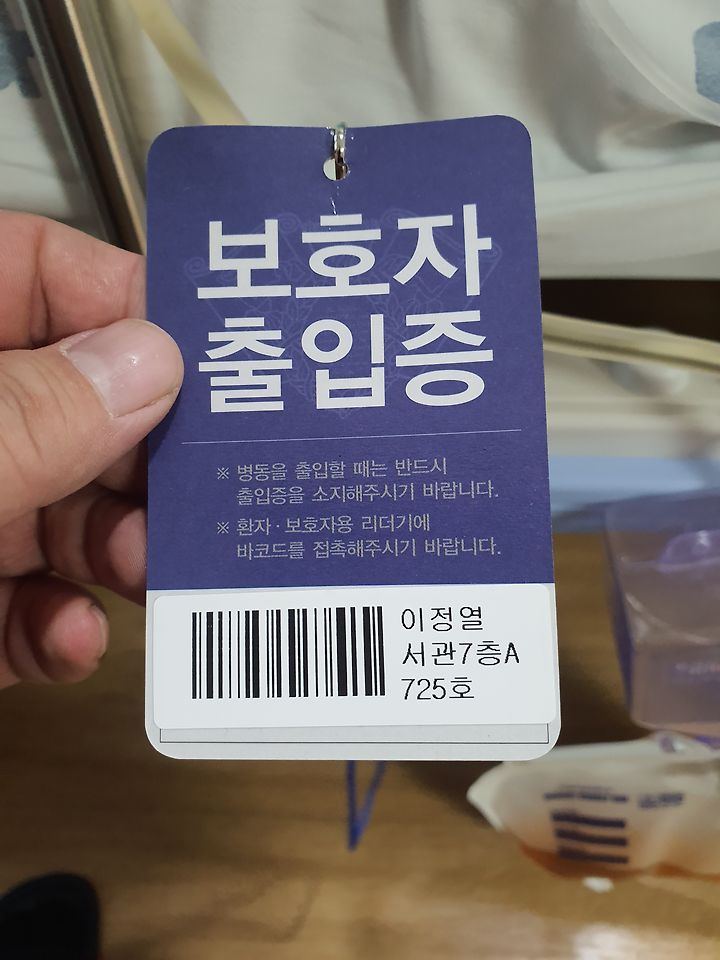 보호자
출입증
※ 병동을 출입할 때는 반드시
출입증을 소지해주시기 바랍니다.
※ 환자·보호자용 리더기에
바코드를 접촉해주시기 바랍니다.
이정열
서관7층A
725호